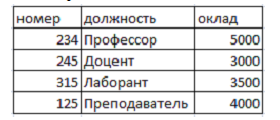 номер должность оклад
234 Профессор 5000
245 Доцент 3000
315 Лаборант 3500
125 Преподаватель 4000